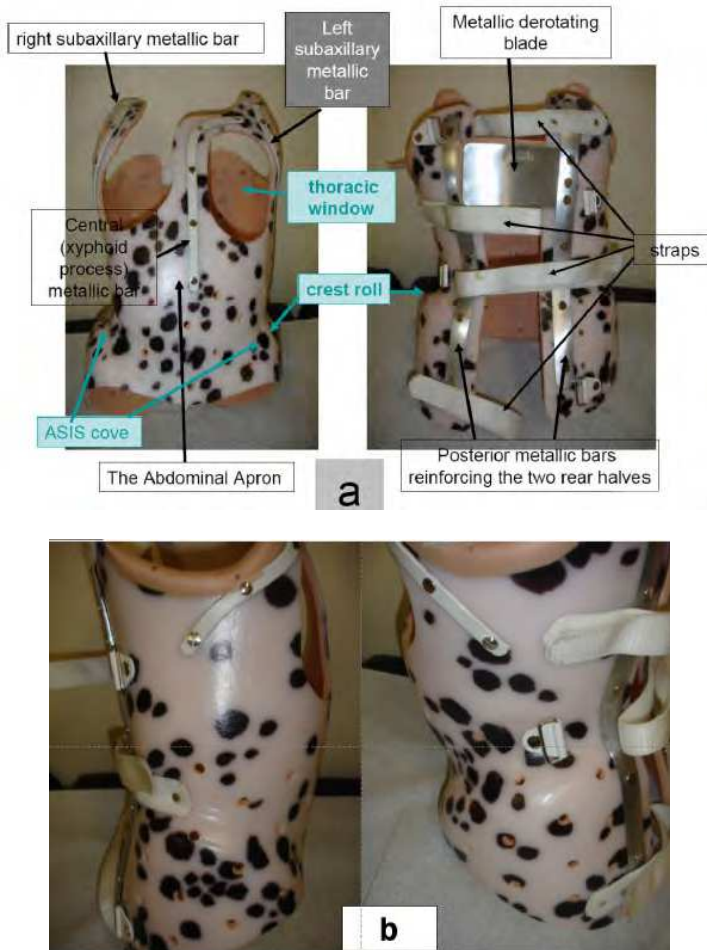 right subaxillary metallic bar
Left
subaxillary
metallic
bar
Metallic derotating
blade
thoracic
window
Central
(xyphoid
process)
metallic bar
straps
crest roll
ASIS cove
The Abdominal Apron
Posterior metallic bars
reinforcing the two rear halves
a
b